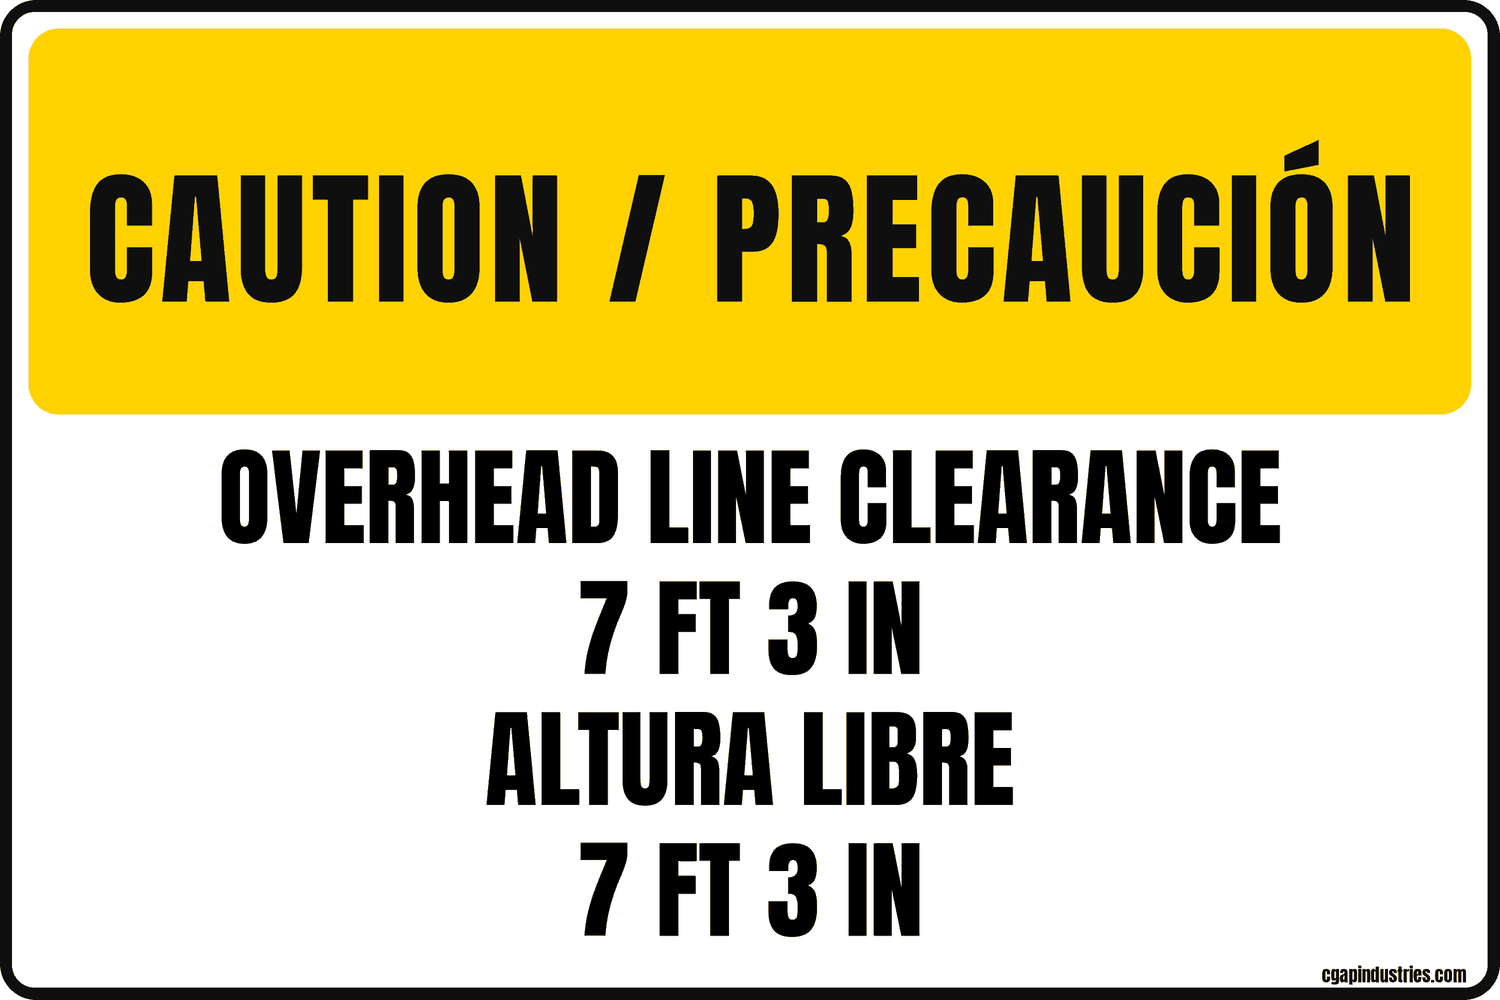 CAUTION / PRECAUCIÓN
OVERHEAD LINE CLEARANCE
7 FT 3 IN
ALTURA LIBRE
7 FT 3 IN
cgapindustries.com